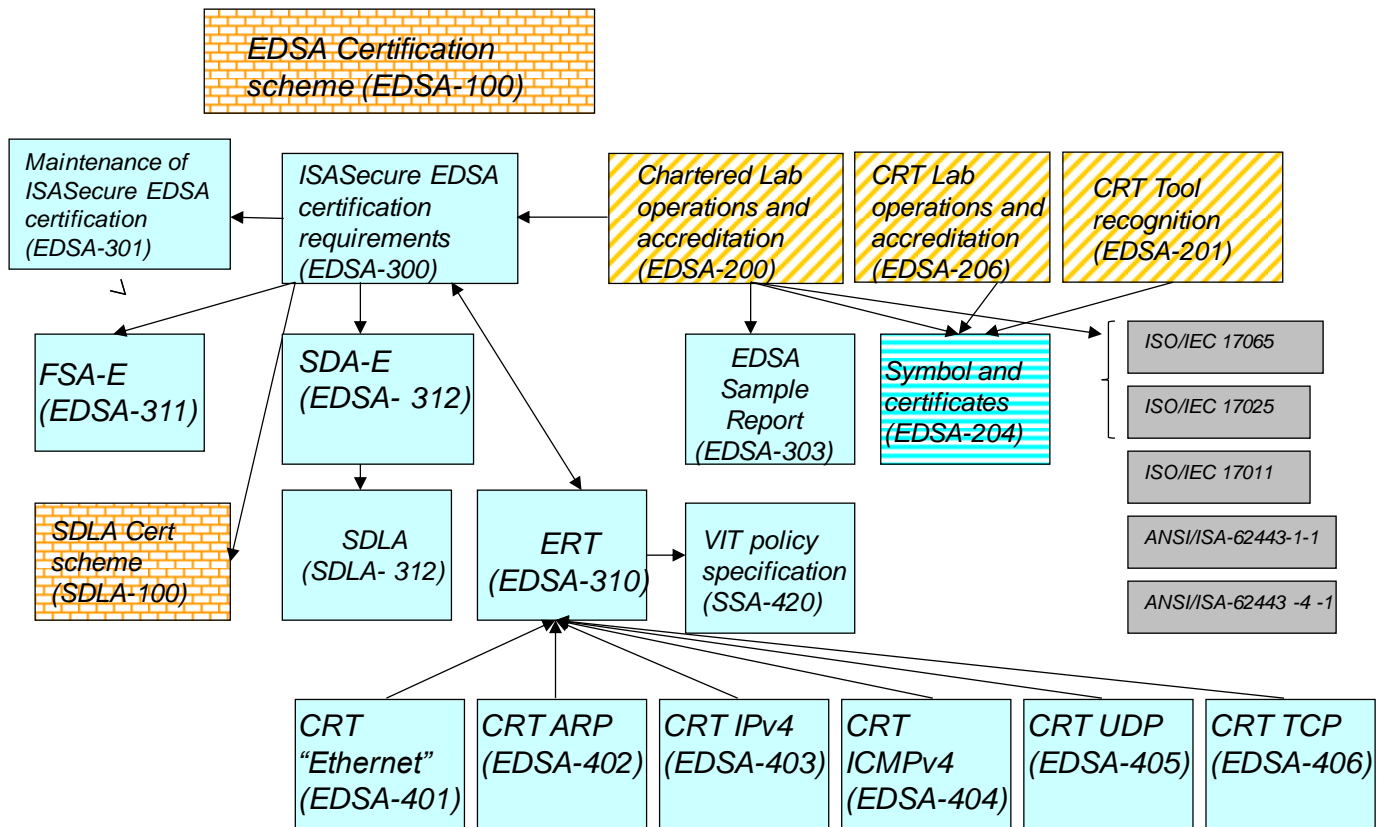 EDSA Certification
scheme (EDSA-100)
Maintenance of
ISASecure EDSA
certification
(EDSA-301)
ISASecure EDSA
certification
requirements
(EDSA-300)
Chartered Lab
operations and
accreditation
(EDSA-200)
CRT Lab
operations and
accreditation
(EDSA-206)
CRT Tool
recognition
(EDSA-201)
FSA-E
(EDSA-311)
SDA-E
(EDSA- 312)
EDSA
Sample
Report
(EDSA-303)
Symbol and
certificates
(EDSA-204)
ISO/IEC 17065
ISO/IEC 17025
ISO/IEC 17011
ANSI/ISA-62443-1-1
ANSI/ISA-62443 -4 -1
SDLA Cert
scheme
(SDLA-100)
SDLA
(SDLA- 312)
ERT
(EDSA-310)
VIT policy
specification
(SSA-420)
CRT
“Ethernet”
(EDSA-401)
CRT ARP
(EDSA-402)
CRT IPv4
(EDSA-403)
CRT
ICMPv4
(EDSA-404)
CRT UDP
(EDSA-405)
CRT TCP
(EDSA-406)